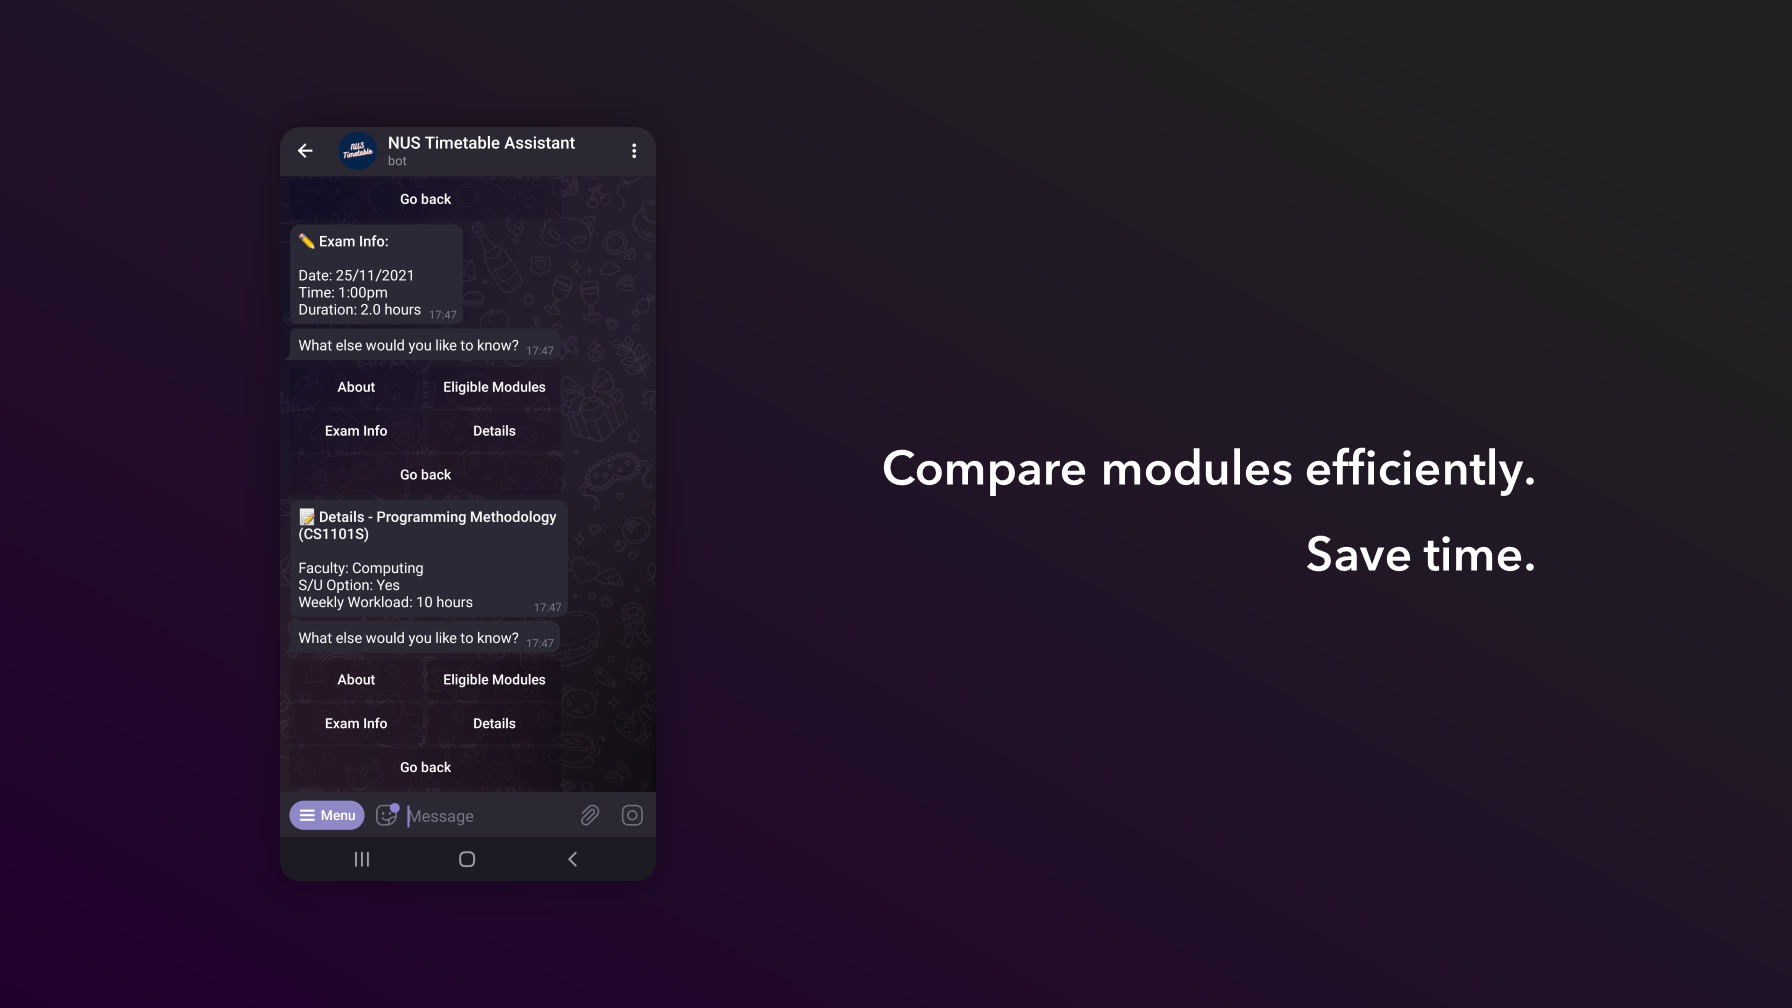 NUS Timetable Assistant
NUS
Timetable
bot
Go back
✏️ Exam Info:
Date: 25/11/2021
Time: 1:00pm
Duration: 2.0 hours 17:47
What else would you like to know? 17:47
About Eligible Modules
Exam Info Details
Go back
📝 Details - Programming Methodology
(CS1101S)
Faculty: Computing
S/U Option: Yes
Weekly Workload: 10 hours 17:47
What else would you like to know? 17:47
About Eligible Modules
Exam Info Details
Go back
Menu Message
Compare modules efficiently.
Save time.